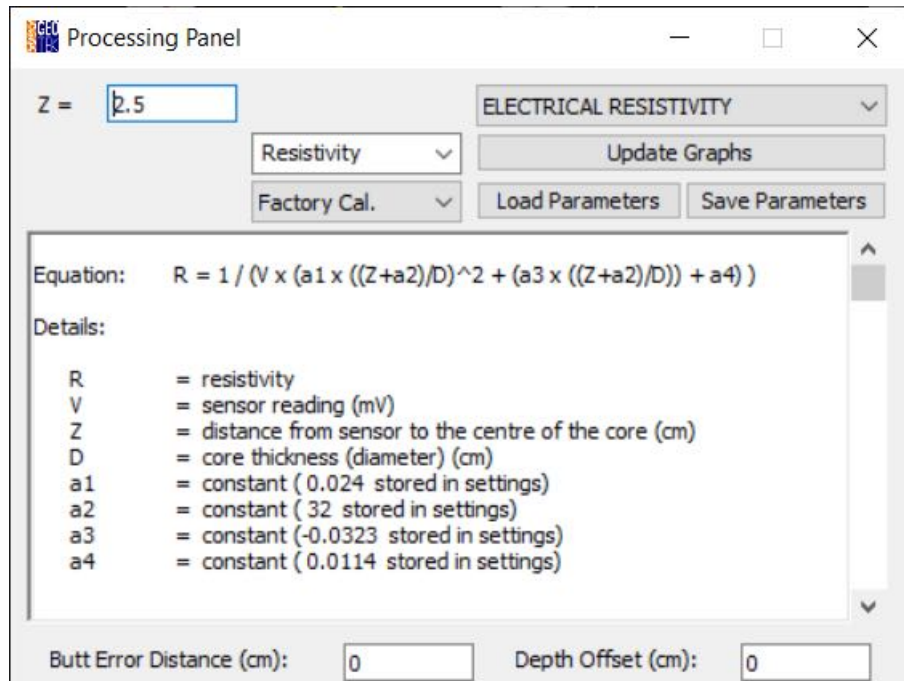 GEO
TEK
Processing Panel
Z = 2.5
ELECTRICAL RESISTIVITY
Resistivity
Update Graphs
Factory Cal.
Load Parameters
Save Parameters
Equation: R = 1 / (V x (a1 x ((Z+a2)/D)^2 + (a3 x ((Z+a2)/D)) + a4) )
Details:
R = resistivity
V = sensor reading (mV)
Z = distance from sensor to the centre of the core (cm)
D = core thickness (diameter) (cm)
a1 = constant ( 0.024 stored in settings)
a2 = constant ( 32 stored in settings)
a3 = constant (-0.0323 stored in settings)
a4 = constant ( 0.0114 stored in settings)
Butt Error Distance (cm): 0
Depth Offset (cm): 0